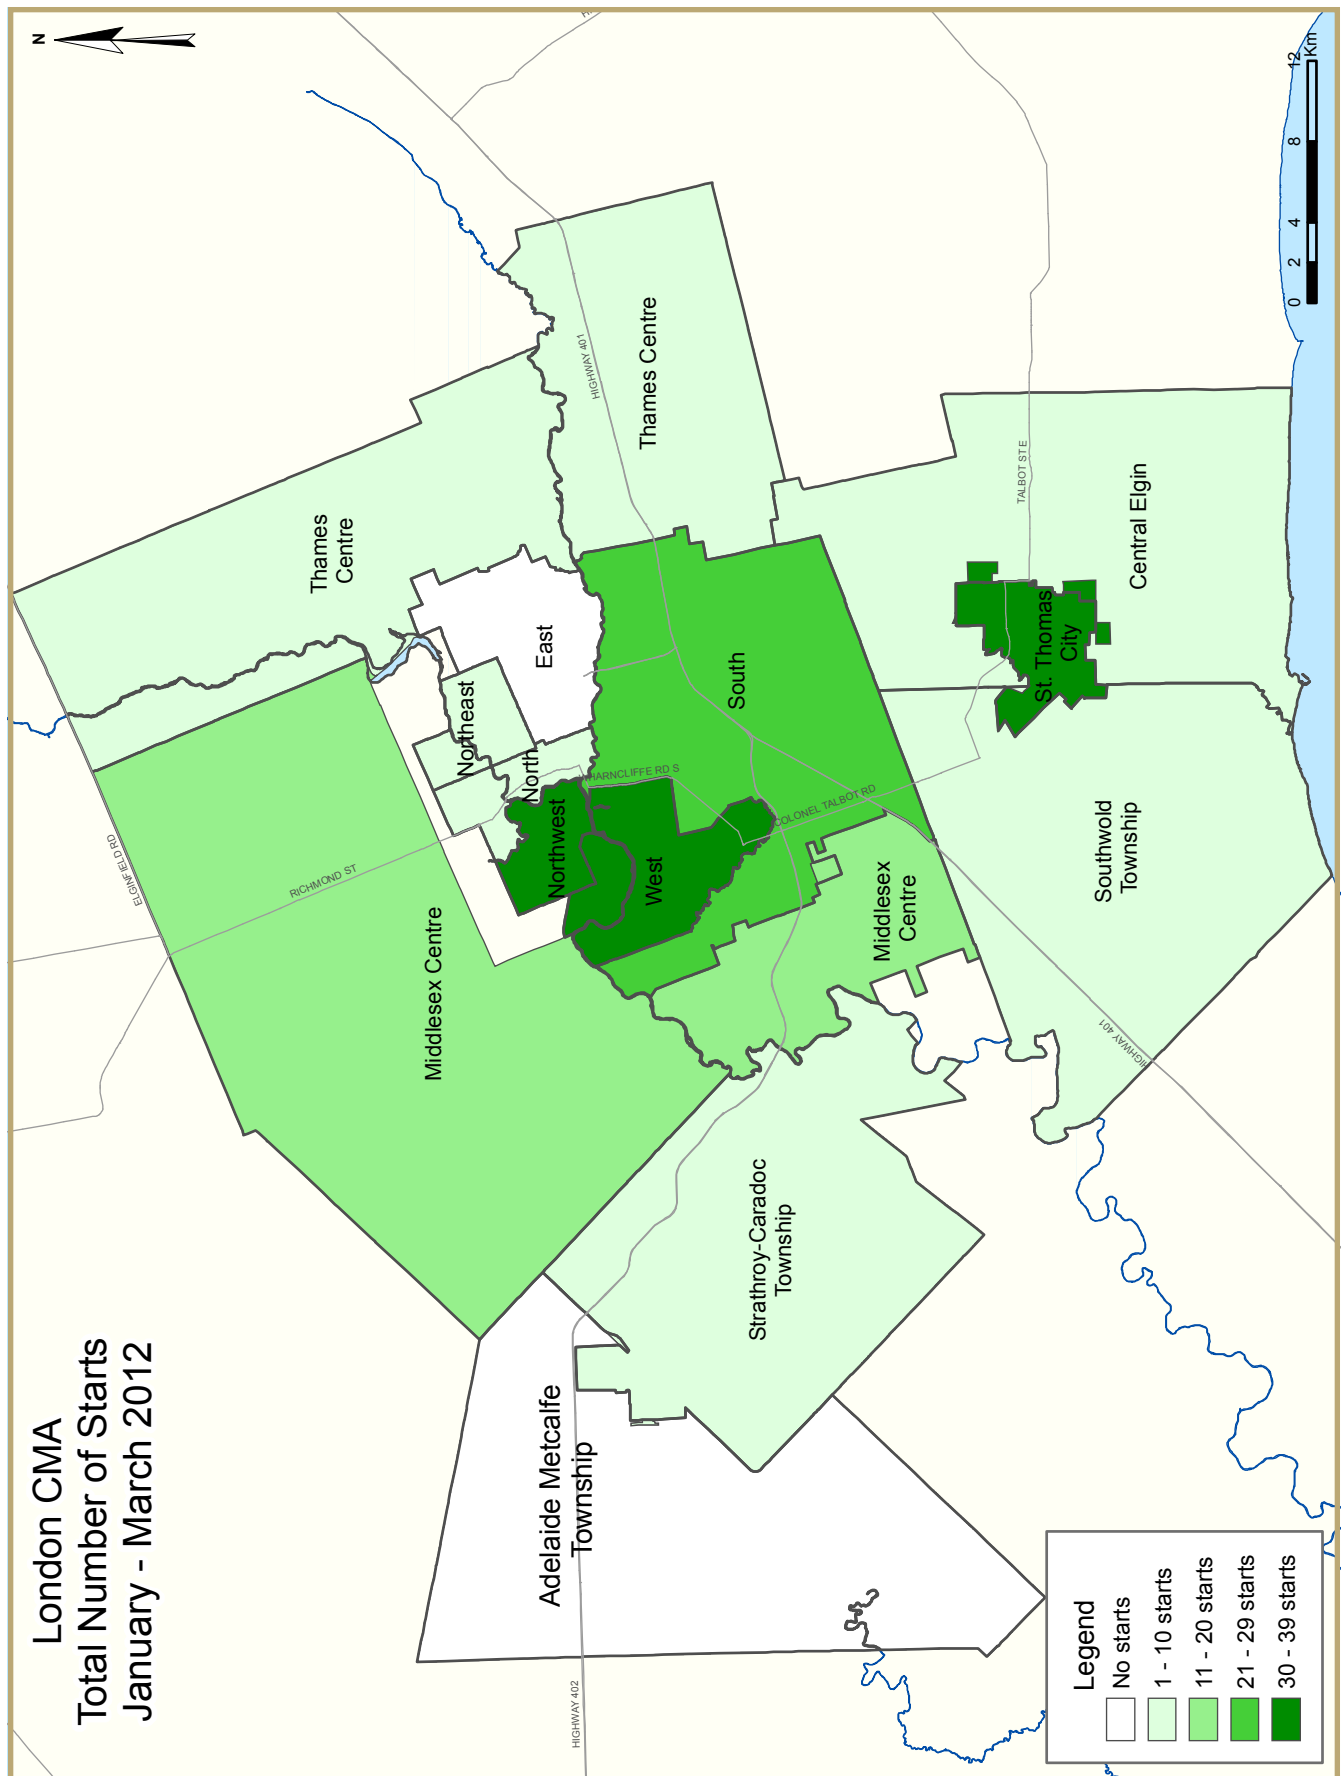 London CMA
Total Number of Starts
January - March 2012
N
ELGINFIELD RD
RICHMOND ST
Middlesex Centre
Thames
Centre
Northeast
North
East
Northwest
West
WHARNCLIFFE RD S
South
HIGHWAY 401
Thames Centre
COLONEL TALBOT RD
Middlesex
Centre
Adelaide Metcalfe
Township
HIGHWAY 402
Strathroy-Caradoc
Township
TALBOT ST E
St. Thomas
City
Central Elgin
Southwold
Township
HIGHWAY 401
Legend
No starts
1 - 10 starts
11 - 20 starts
21 - 29 starts
30 - 39 starts
0 2 4 8 12
Km